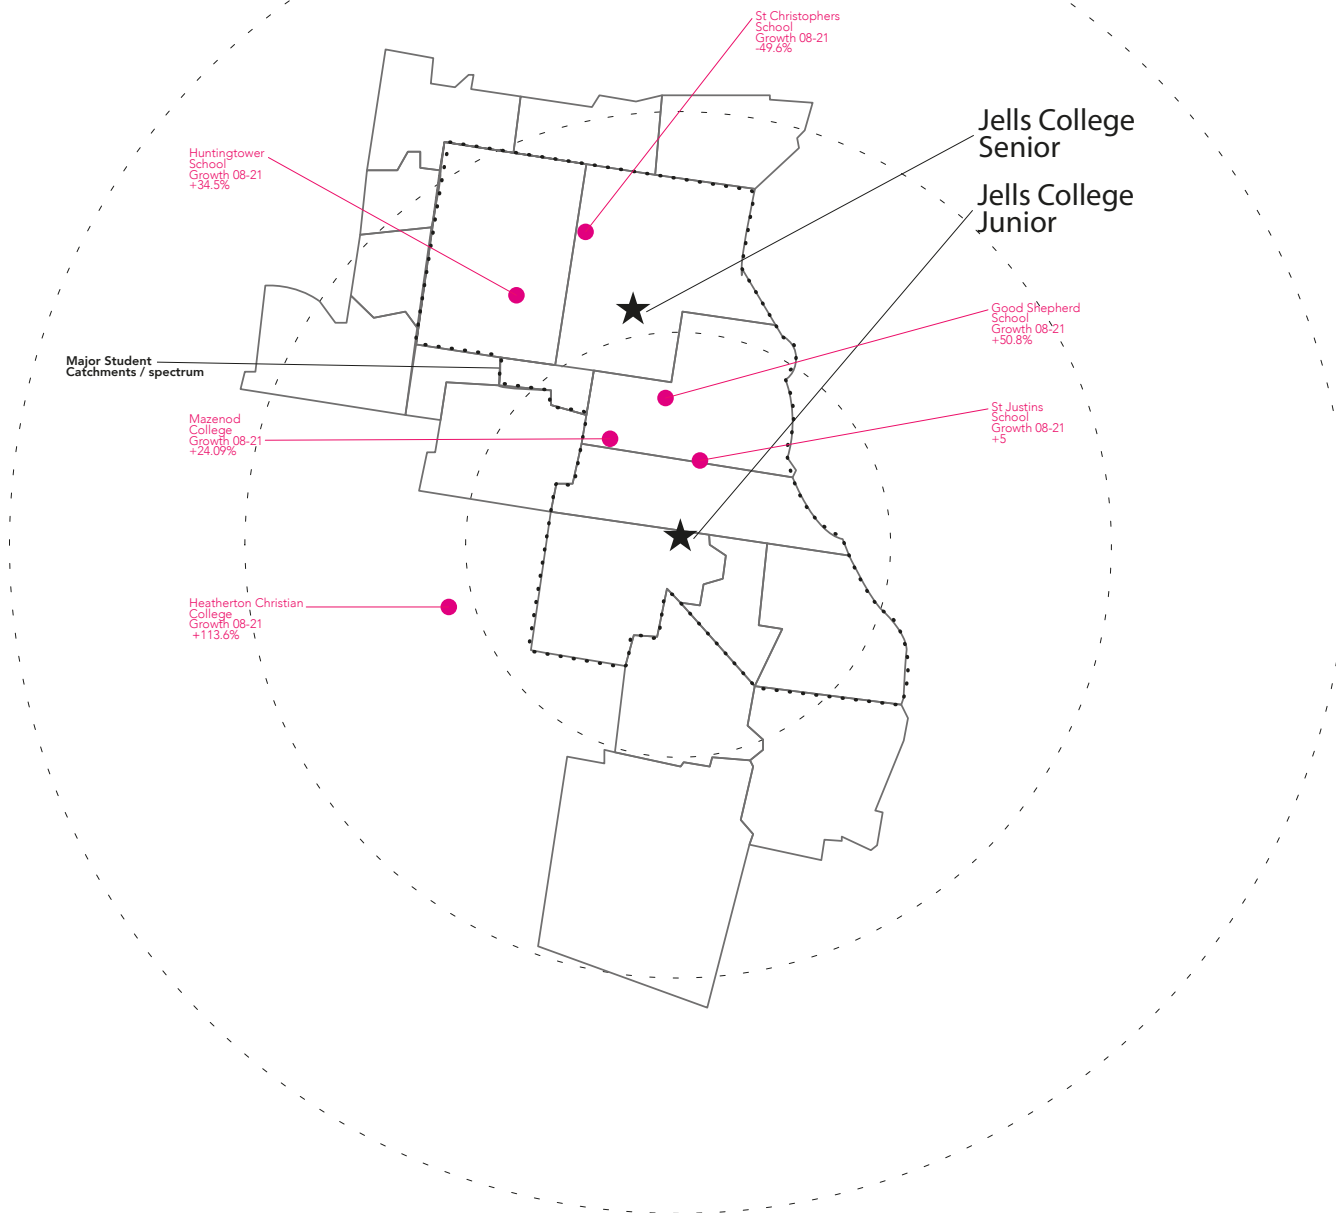 St Christophers
School
Growth 08-21
-49.6%
Jells College
Senior
Huntingtower
School
Growth 08-21
+34.5%
Jells College
Junior
Good Shepherd
School
Growth 08-21
+50.8%
Major Student
Catchments / spectrum
St Justins
School
Growth 08-21
+5
Mazenod
College
Growth 08-21
+24.09%
Heatherton Christian
College
Growth 08-21
+113.6%